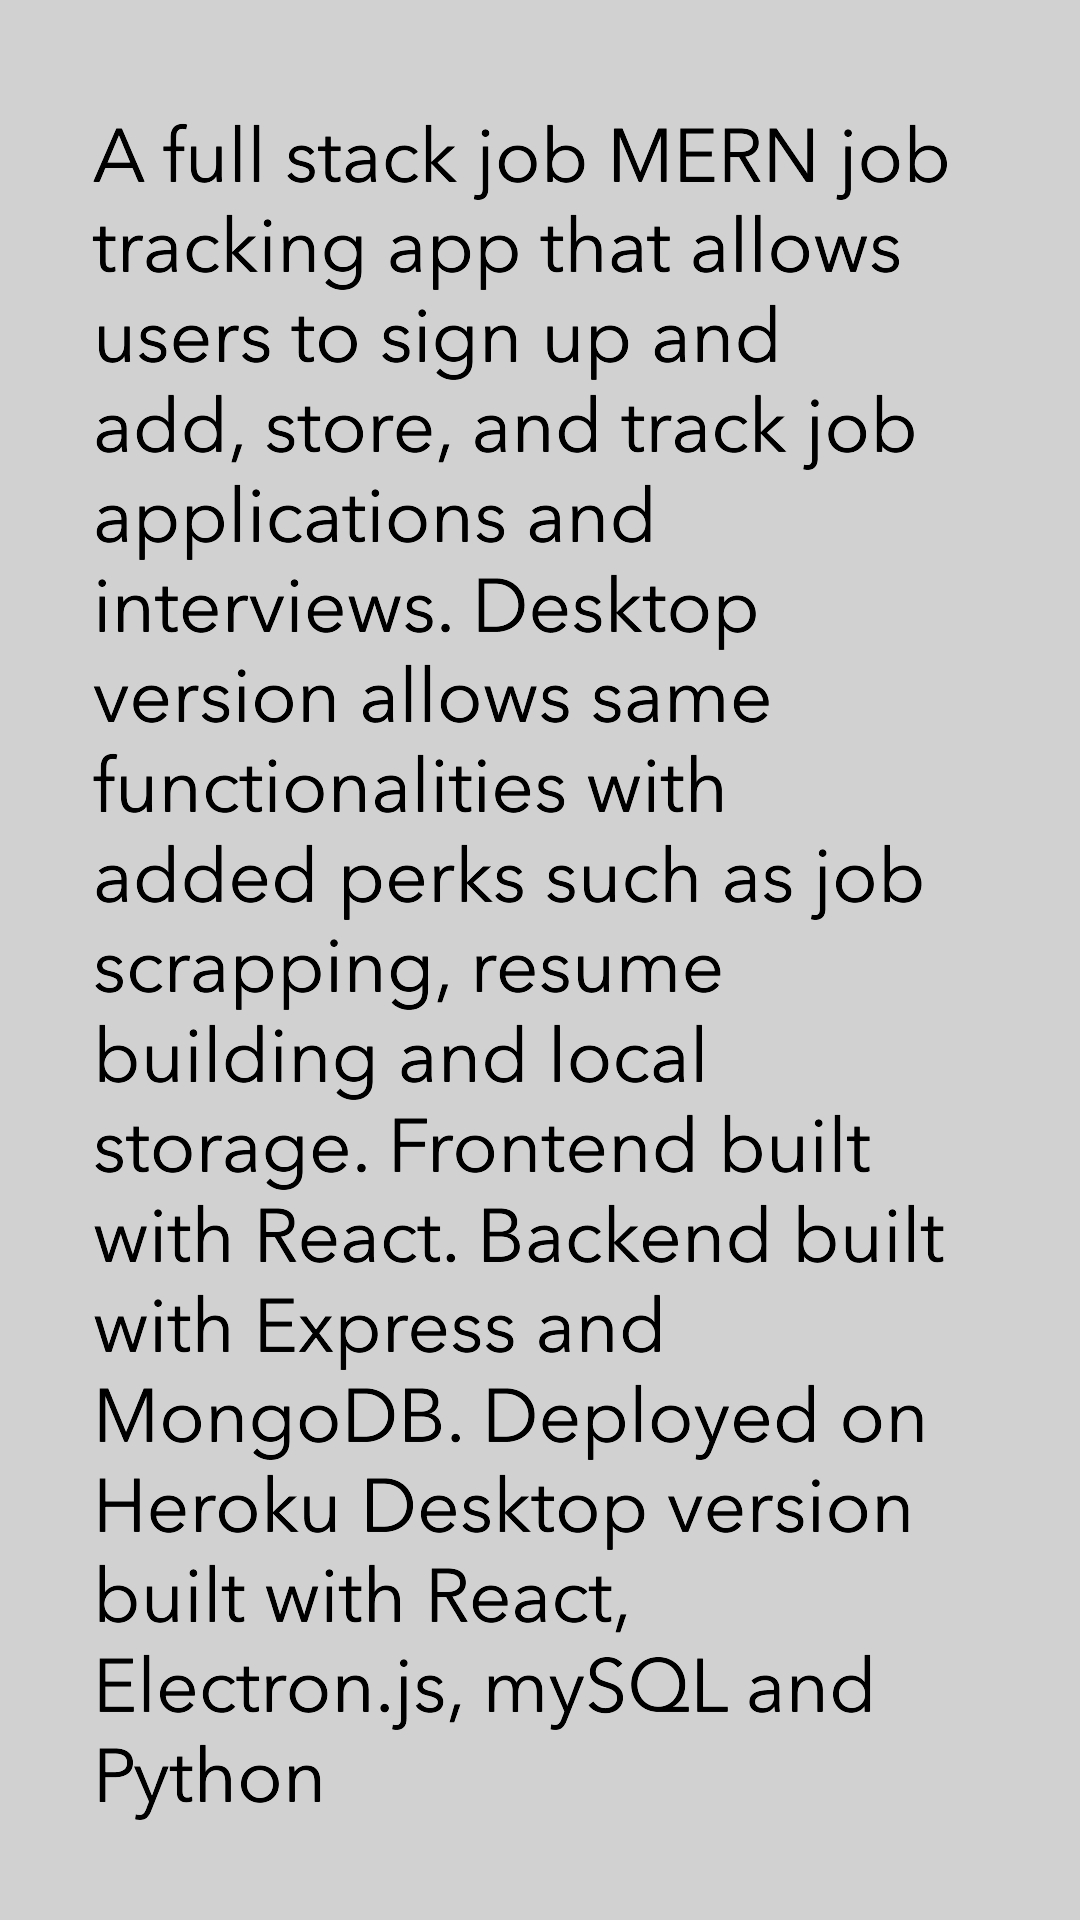 A full stack job MERN job
tracking app that allows
users to sign up and
add, store, and track job
applications and
interviews. Desktop
version allows same
functionalities with
added perks such as job
scrapping, resume
building and local
storage. Frontend built
with React. Backend built
with Express and
MongoDB. Deployed on
Heroku Desktop version
built with React,
Electron.js, mySQL and
Python